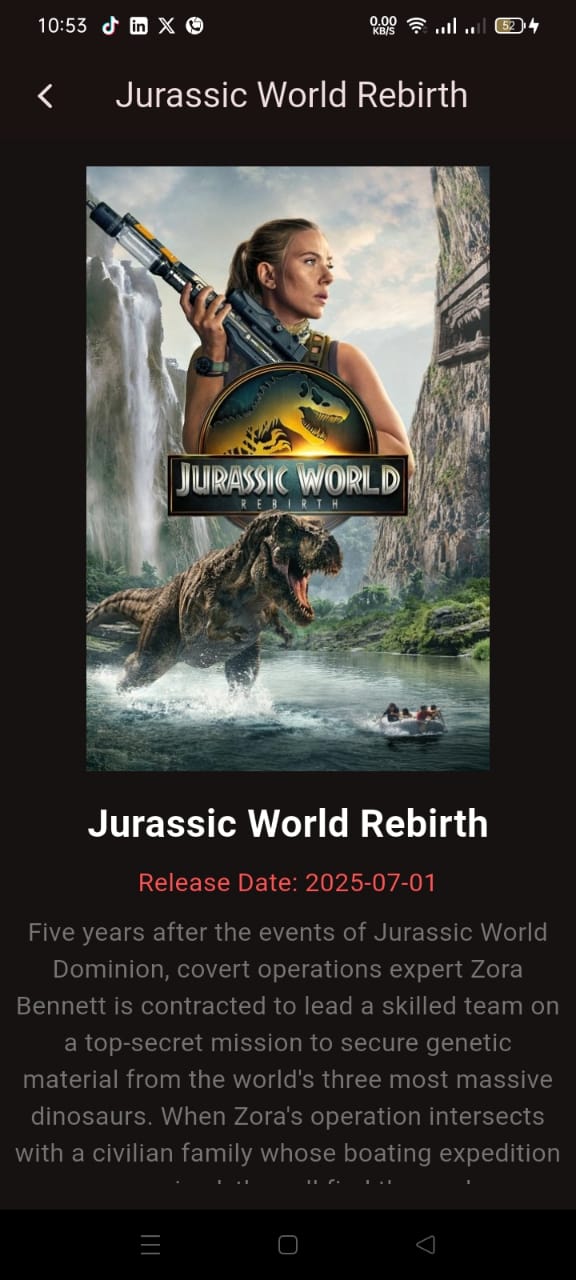 10:53
0.00
KB/S
52
Jurassic World Rebirth
JURASSIC WORLD
REBIRTH
Jurassic World Rebirth
Release Date: 2025-07-01
Five years after the events of Jurassic World
Dominion, covert operations expert Zora
Bennett is contracted to lead a skilled team on
a top-secret mission to secure genetic
material from the world's three most massive
dinosaurs. When Zora's operation intersects
with a civilian family whose boating expedition